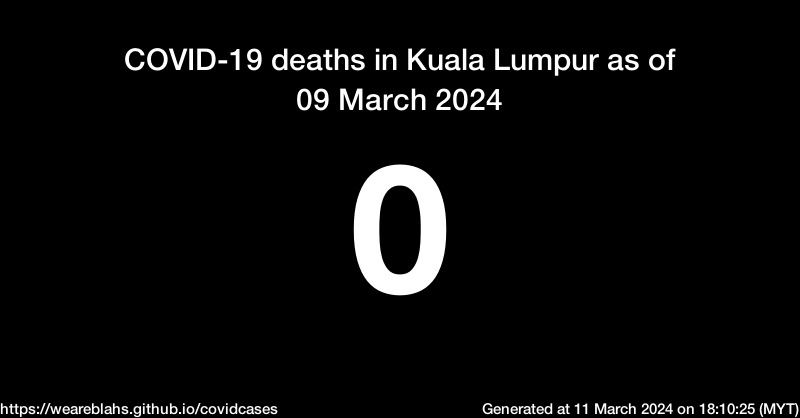 COVID-19 deaths in Kuala Lumpur as of
09 March 2024
0
https://weareblahs.github.io/covidcases
Generated at 11 March 2024 on 18:10:25 (MYT)